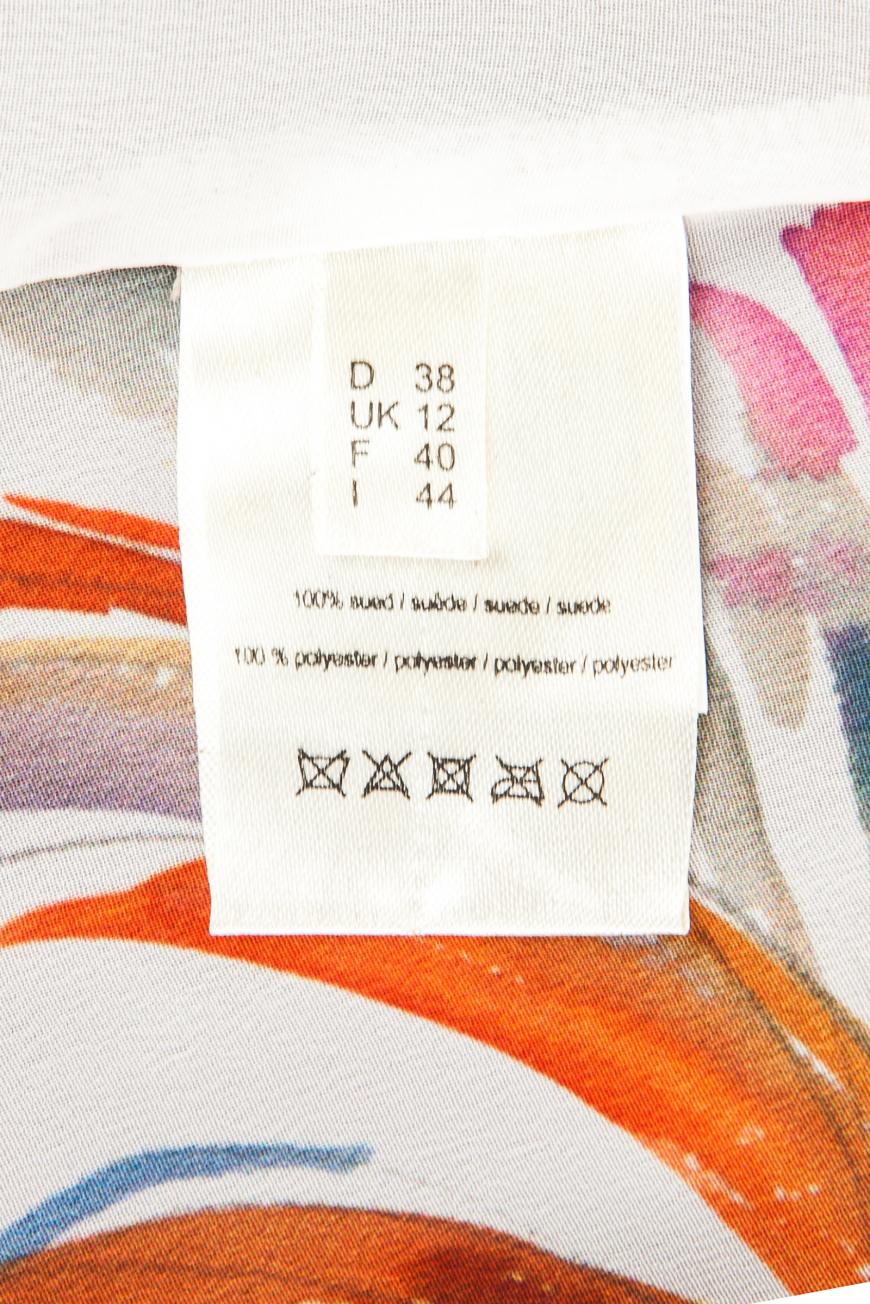 D 38
UK 12
F 40
I 44
100% sued / suède / suede / suede
100 % polyester / polyester / polyester / polyester